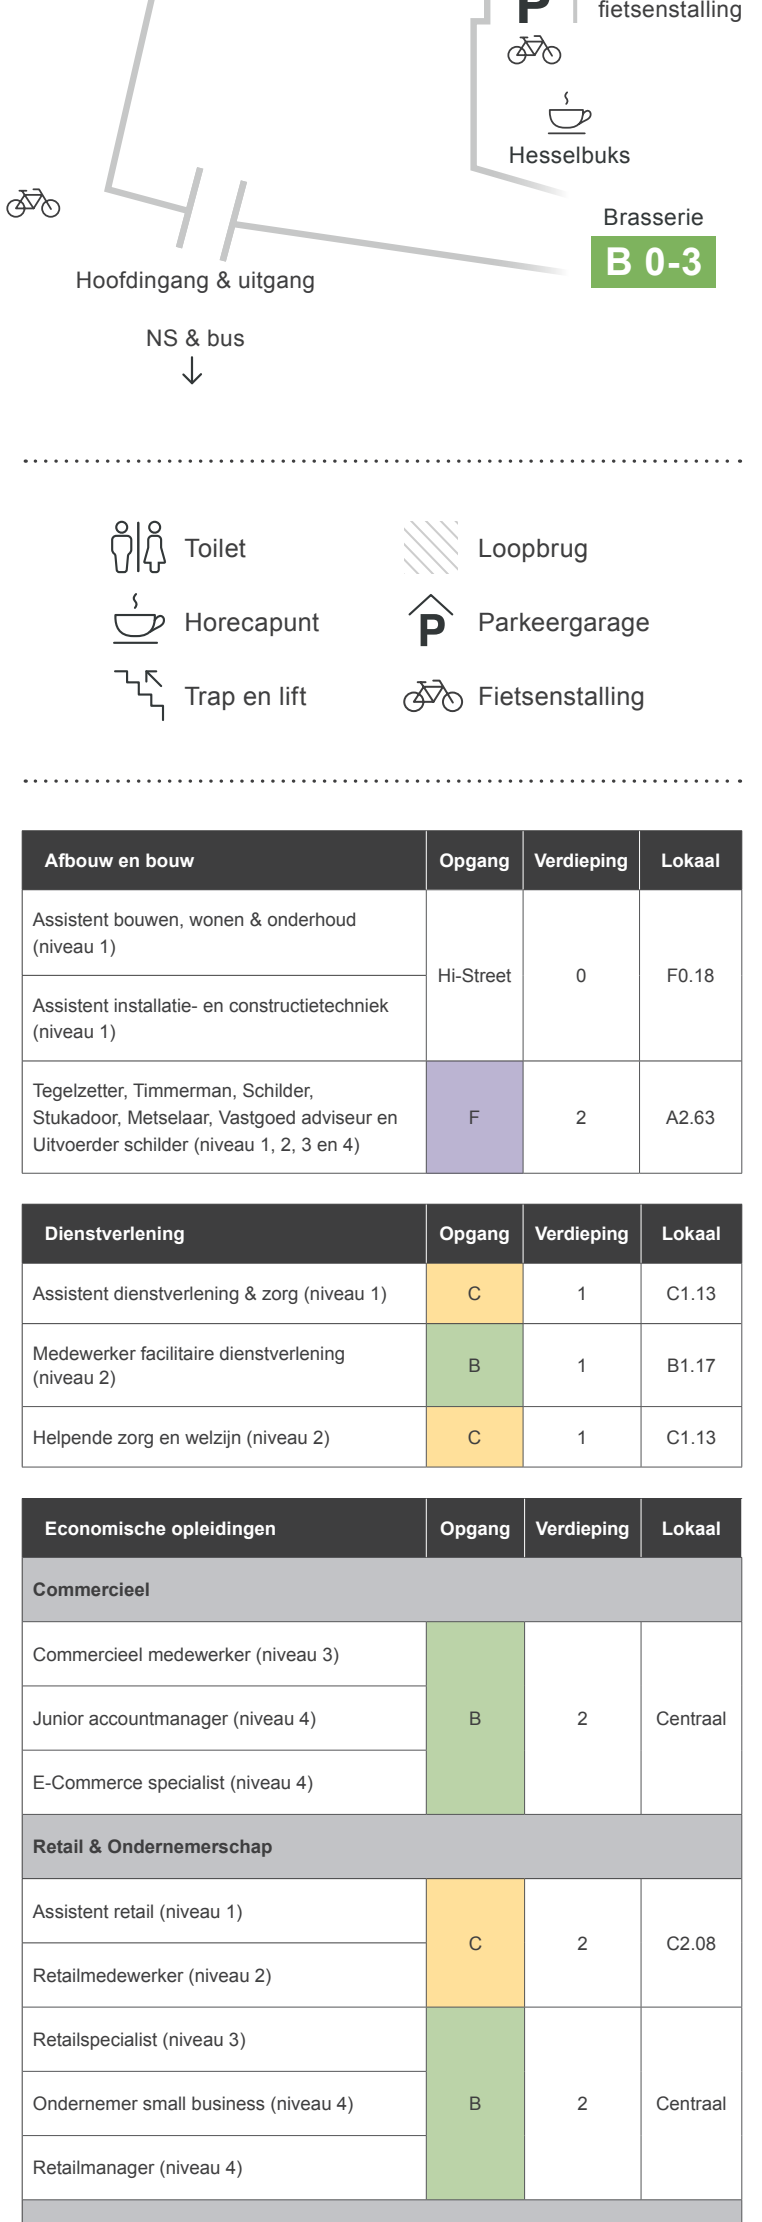 P
fietsenstalling
Hesselbuks
Brasserie
B 0-3
Hoofdingang & uitgang
NS & bus
Toilet
Loopbrug
Horecapunt
P
Parkeergarage
Trap en lift
Fietsenstalling
Afbouw en bouw Opgang Verdieping Lokaal
Assistent bouwen, wonen & onderhoud
(niveau 1)
Hi-Street 0 F0.18
Assistent installatie- en constructietechniek
(niveau 1)
Tegelzetter, Timmerman, Schilder,
Stukadoor, Metselaar, Vastgoed adviseur en
Uitvoerder schilder (niveau 1, 2, 3 en 4)
F 2 A2.63
Dienstverlening Opgang Verdieping Lokaal
Assistent dienstverlening & zorg (niveau 1) C 1 C1.13
Medewerker facilitaire dienstverlening
(niveau 2)
B 1 B1.17
Helpende zorg en welzijn (niveau 2) C 1 C1.13
Economische opleidingen Opgang Verdieping Lokaal
Commercieel
Commercieel medewerker (niveau 3)
Junior accountmanager (niveau 4) B 2 Centraal
E-Commerce specialist (niveau 4)
Retail & Ondernemerschap
Assistent retail (niveau 1)
C 2 C2.08
Retailmedewerker (niveau 2)
Retailspecialist (niveau 3)
Ondernemer small business (niveau 4) B 2 Centraal
Retailmanager (niveau 4)